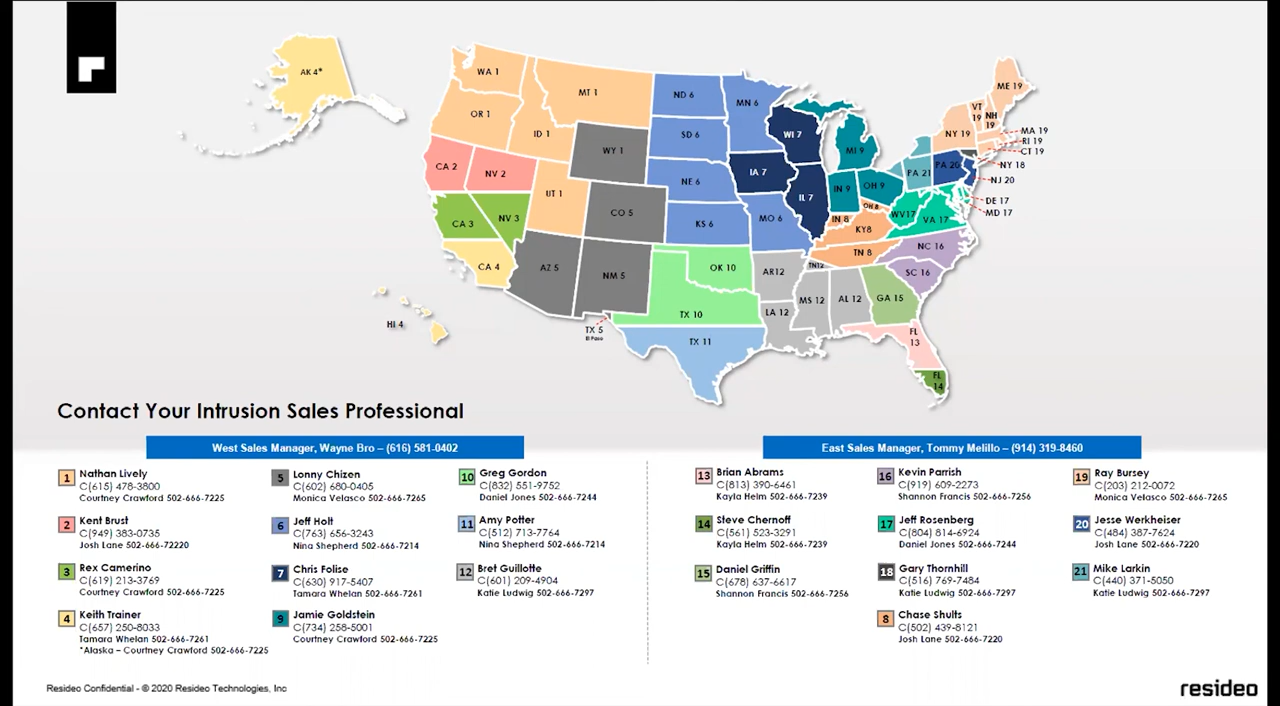 AK 4*
WA 1
MT 1
ND 6
MN 6
ME 19
VT 19
NH 19
OR 1
ID 1
SD 6
WI 7
MI 9
NY 19
MA 19
RI 19
CT 19
WY 1
NY 18
CA 2
NV 2
NE 6
IA 7
PA 21
PA 20
NJ 20
UT 1
IL 7
IN 9
OH 9
DE 17
MD 17
CO 5
KS 6
MO 6
IN 8
OH 8
WV17
VA 17
CA 3
NV 3
KY8
CA 4
AZ 5
NM 5
OK 10
AR12
TN12
TN 8
NC 16
SC 16
HI 4
TX 10
LA 12
MS 12
AL 12
GA 15
TX 5
El Paso
TX 11
FL
13
FL
14
Contact Your Intrusion Sales Professional
West Sales Manager, Wayne Bro – (616) 581-0402
1 Nathan Lively
C(615) 478-3800
Courtney Crawford 502-666-7225
2 Kent Brust
C(949) 383-0735
Josh Lane 502-666-72220
3 Rex Camerino
C(619) 213-3769
Courtney Crawford 502-666-7225
4 Keith Trainer
C(657) 250-8033
Tamara Whelan 502-666-7261
*Alaska – Courtney Crawford 502-666-7225
5 Lonny Chizen
C(602) 680-0405
Monica Velasco 502-666-7265
6 Jeff Holt
C(763) 656-3243
Nina Shepherd 502-666-7214
7 Chris Folise
C(630) 917-5407
Tamara Whelan 502-666-7261
9 Jamie Goldstein
C(734) 258-5001
Courtney Crawford 502-666-7225
10 Greg Gordon
C(832) 551-9752
Daniel Jones 502-666-7244
11 Amy Potter
C(512) 713-7764
Nina Shepherd 502-666-7214
12 Bret Guillotte
C(601) 209-4904
Katie Ludwig 502-666-7297
East Sales Manager, Tommy Melillo – (914) 319-8460
13 Brian Abrams
C(813) 390-6461
Kayla Helm 502-666-7239
14 Steve Chernoff
C(561) 523-3291
Kayla Helm 502-666-7239
15 Daniel Griffin
C(678) 637-6617
Shannon Francis 502-666-7256
16 Kevin Parrish
C(919) 609-2273
Shannon Francis 502-666-7256
17 Jeff Rosenberg
C(804) 814-6924
Daniel Jones 502-666-7244
18 Gary Thornhill
C(516) 769-7484
Katie Ludwig 502-666-7297
8 Chase Shults
C(502) 439-8121
Josh Lane 502-666-7220
19 Ray Bursey
C(203) 212-0072
Monica Velasco 502-666-7265
20 Jesse Werkheiser
C(484) 387-7624
Josh Lane 502-666-7220
21 Mike Larkin
C(440) 371-5050
Katie Ludwig 502-666-7297
Resideo Confidential - © 2020 Resideo Technologies, Inc
resideo